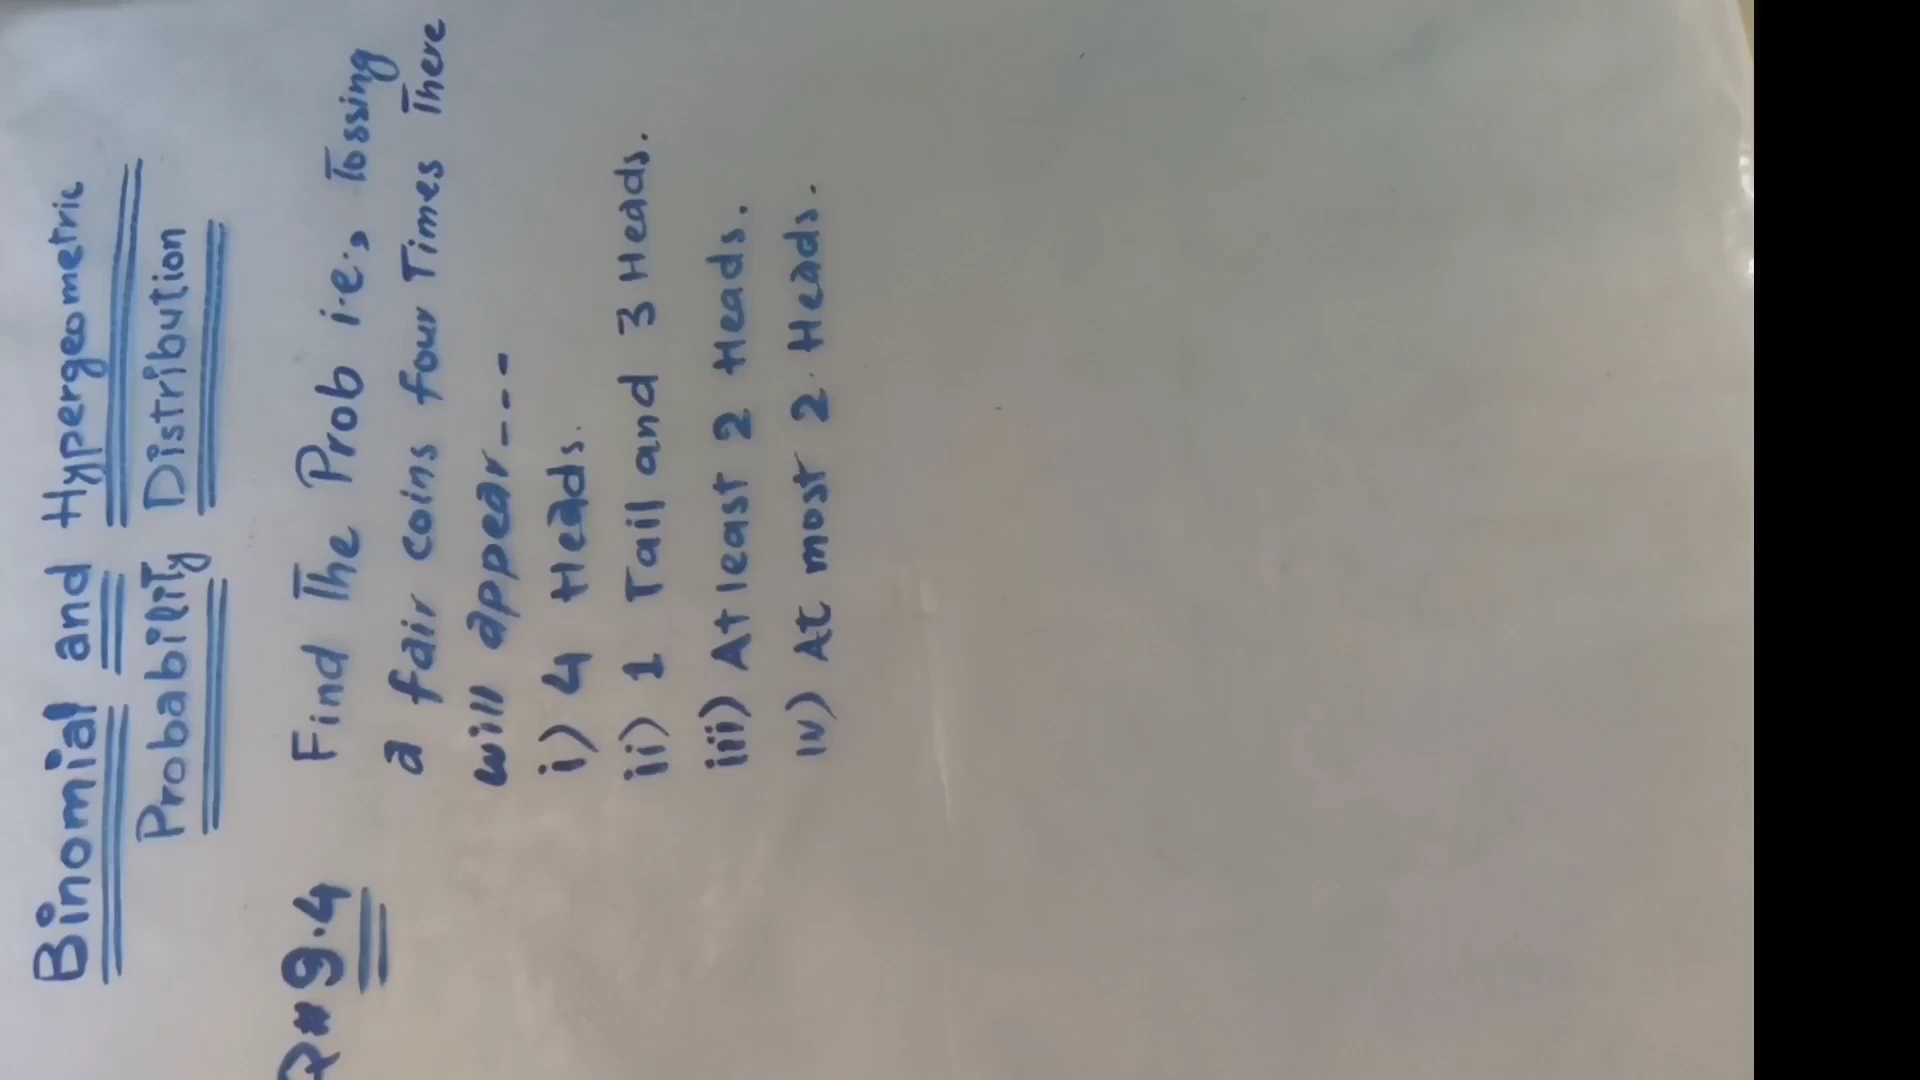 Binomial and Hypergeometric
Probability Distribution
Q# 9.4 Find The Prob i.e., Tossing
a fair coins four Times There
will appear----
i) 4 Heads.
ii) 1 Tail and 3 Heads.
iii) At least 2 Heads.
iv) At most 2 Heads.